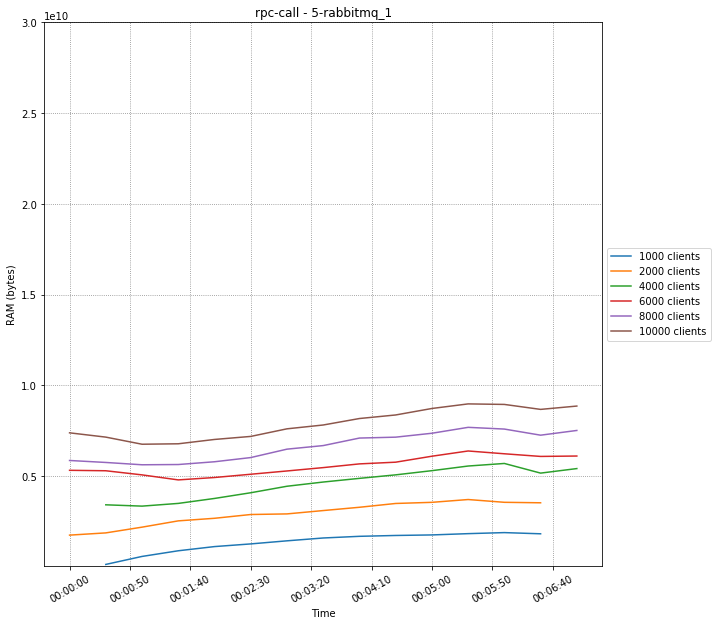 rpc-call - 5-rabbitmq_1
1e10
3.0
2.5
2.0
1.5
1.0
0.5
RAM (bytes)
00:00:00
00:00:50
00:01:40
00:02:30
00:03:20
00:04:10
00:05:00
00:05:50
00:06:40
Time
1000 clients
2000 clients
4000 clients
6000 clients
8000 clients
10000 clients